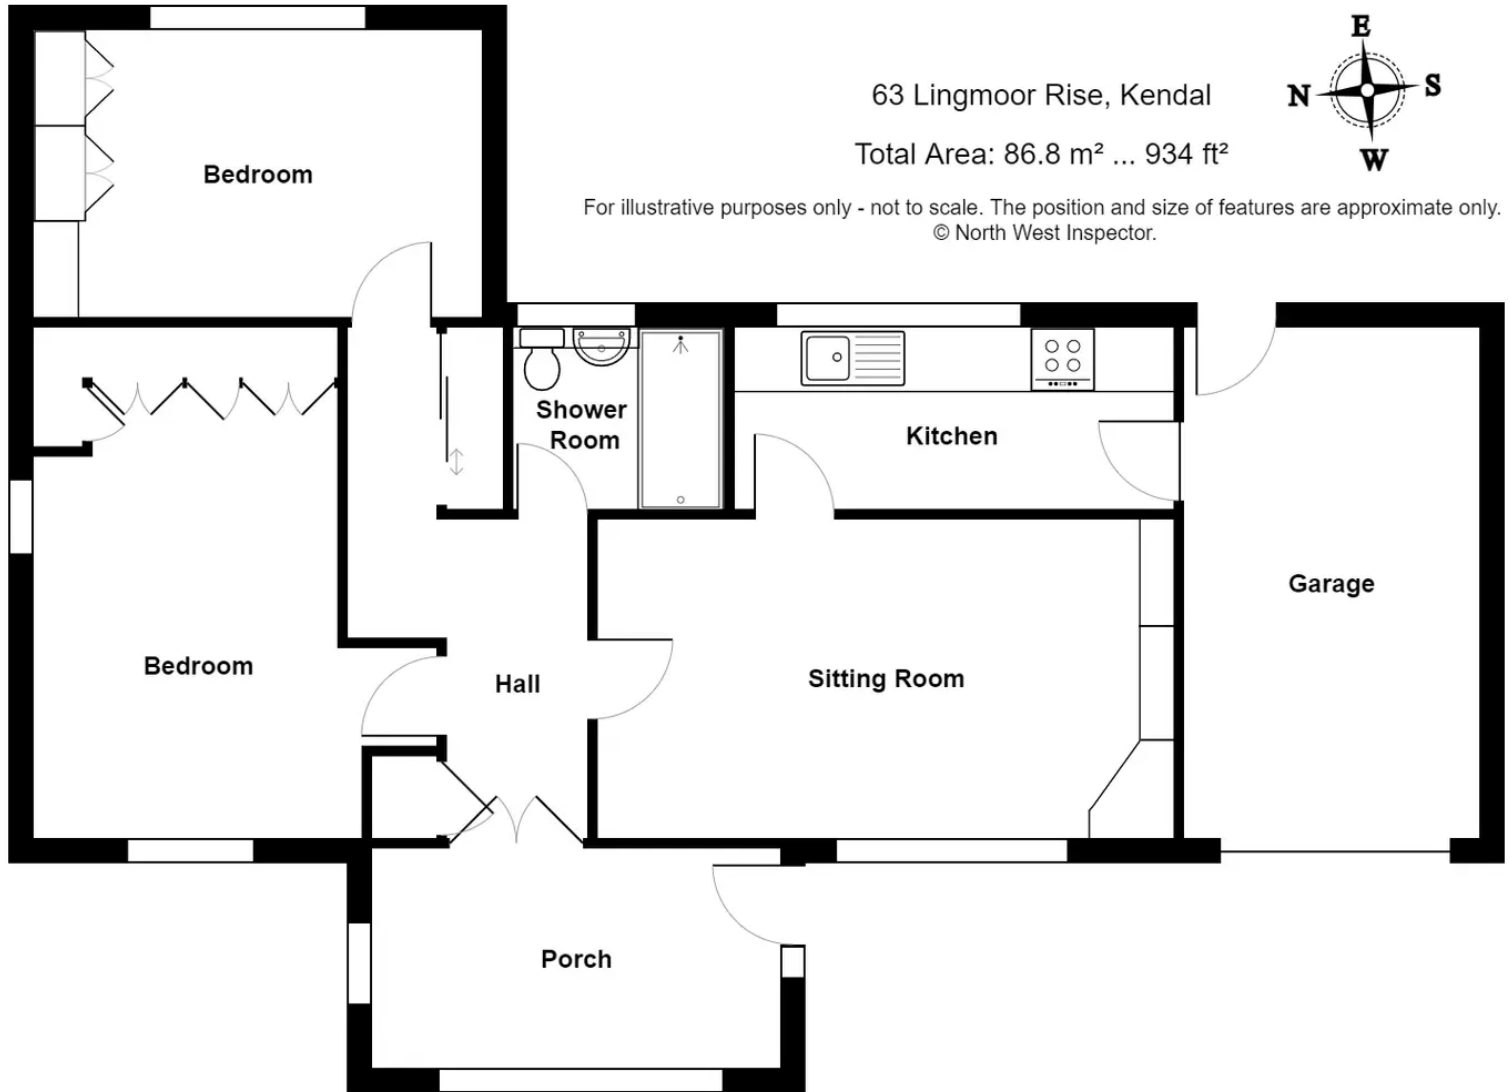 63 Lingmoor Rise, Kendal
Total Area: 86.8 m² ... 934 ft²
For illustrative purposes only - not to scale. The position and size of features are approximate only.
© North West Inspector.
E
N
S
W
Bedroom
Shower
Room
Kitchen
Garage
Bedroom
Hall
Sitting Room
Porch